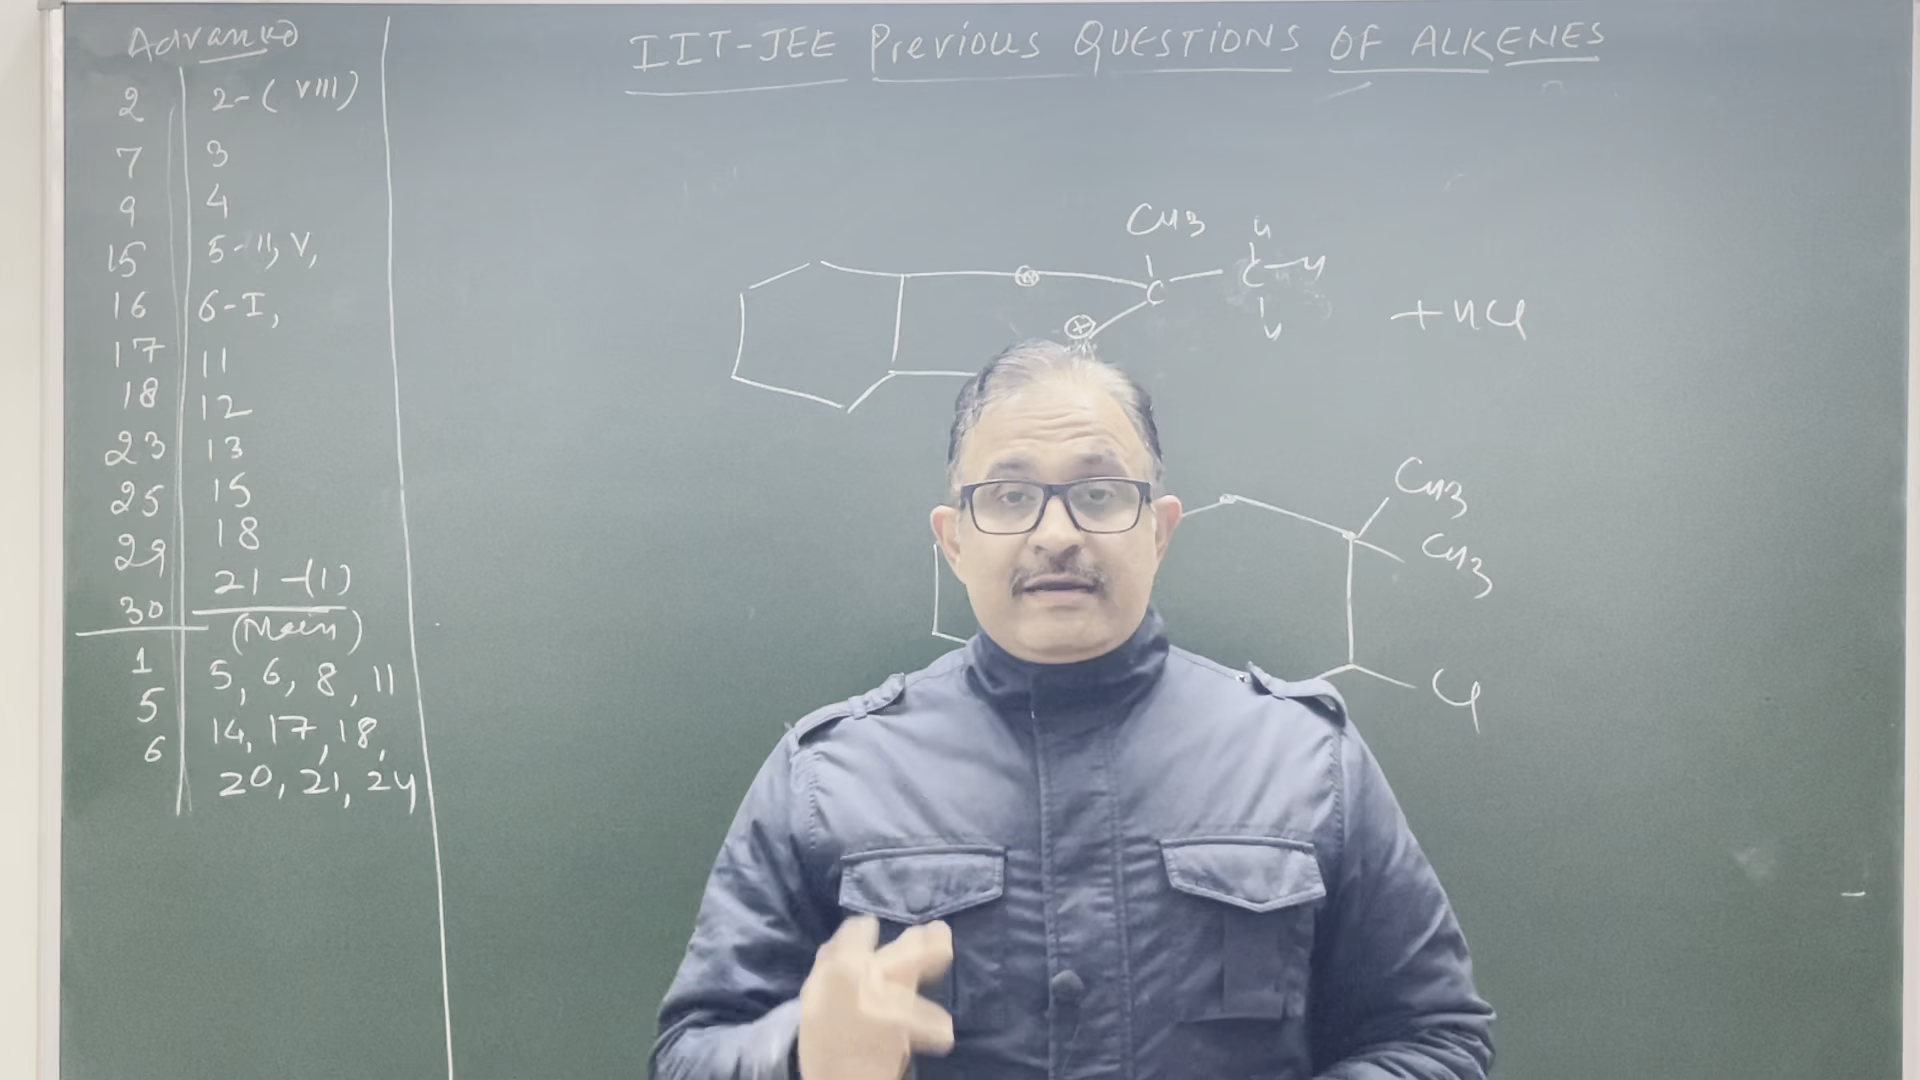 IIT-JEE Previous QUESTIONS OF ALKENES
Advanced
2 2-(VIII)
7 3
9 4
15 5-II, V,
16 6-I,
17 11
18 12
23 13
25 15
29 18
30 21-(1)
(Main)
1 5, 6, 8, 11
5 14, 17, 18,
6 20, 21, 24
CH3 H
C C H
⊕ H
+HCl
CH3
CH3
Cl